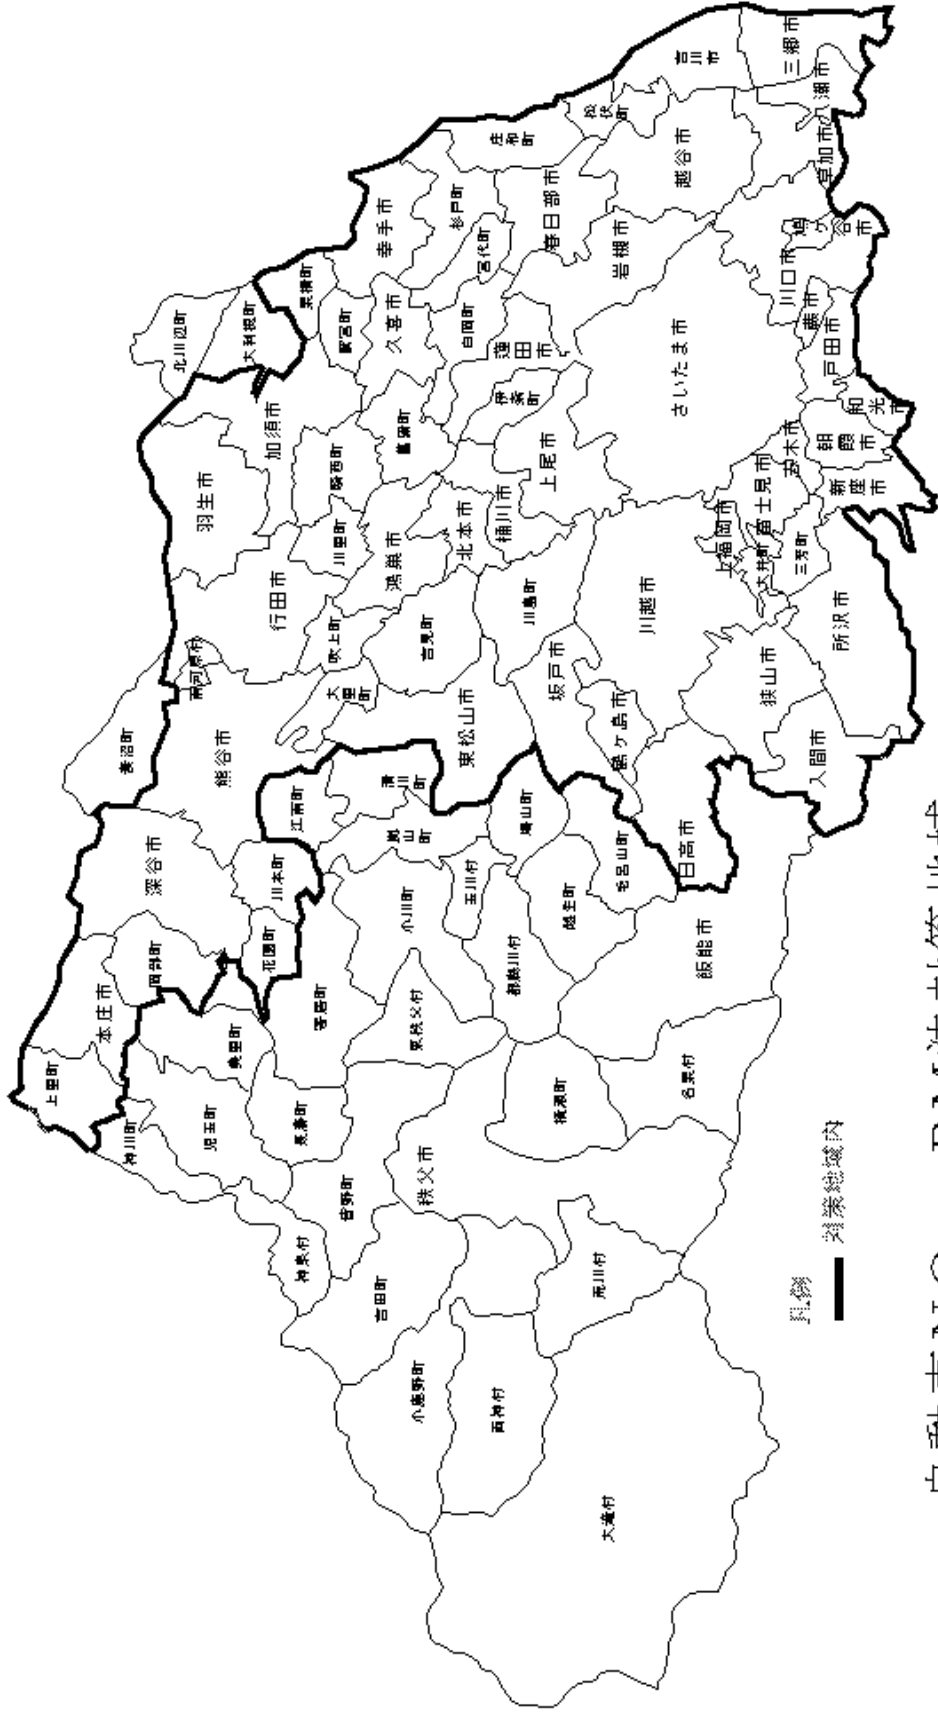 北川辺町
大利根町
栗橋町
幸手市
鷲宮町
久喜市
杉戸町
庄和町
松伏町
吉川市
三郷市
八潮市
草加市
越谷市
春日部市
宮代町
白岡町
蓮田市
岩槻市
伊奈町
上尾市
さいたま市
川口市
鳩ヶ谷市
蕨市
戸田市
和光市
朝霞市
志木市
新座市
富士見市
上福岡市
大井町
三芳町
所沢市
川越市
狭山市
入間市
羽生市
加須市
騎西町
菖蒲町
川里町
鴻巣市
北本市
桶川市
行田市
南河原村
吹上町
吉見町
川島町
坂戸市
鶴ヶ島市
日高市
妻沼町
熊谷市
大里町
東松山市
江南町
滑川町
嵐山町
鳩山町
毛呂山町
深谷市
川本町
花園町
岡部町
本庄市
上里町
神川町
児玉町
美里町
寄居町
小川町
玉川村
都幾川村
越生町
飯能市
東秩父村
長瀞町
皆野町
秩父市
横瀬町
名栗村
神泉村
吉田町
小鹿野町
両神村
荒川村
大滝村
凡例
対策地域内